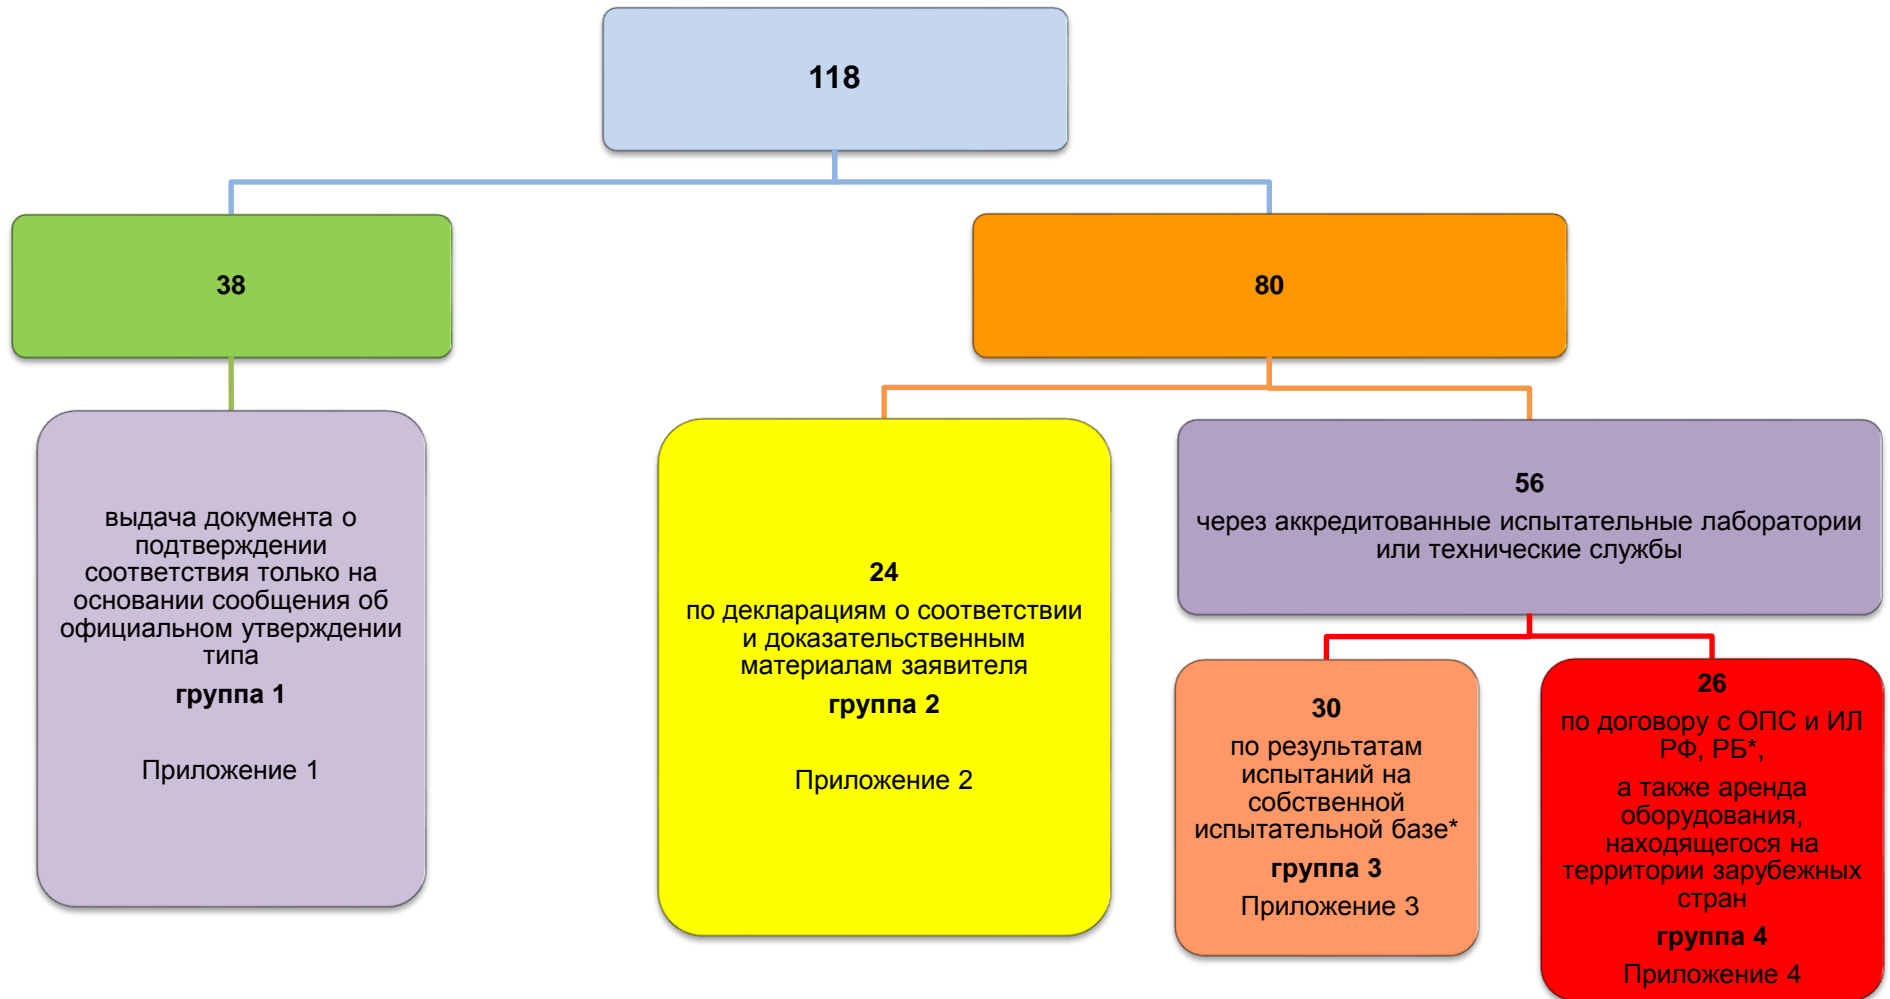 118
38
80
выдача документа о
подтверждении
соответствия только на
основании сообщения об
официальном утверждении
типа
группа 1
Приложение 1
24
по декларациям о соответствии
и доказательственным
материалам заявителя
группа 2
Приложение 2
56
через аккредитованные испытательные лаборатории
или технические службы
30
по результатам
испытаний на
собственной
испытательной базе*
группа 3
Приложение 3
26
по договору с ОПС и ИЛ
РФ, РБ*,
а также аренда
оборудования,
находящегося на
территории зарубежных
стран
группа 4
Приложение 4